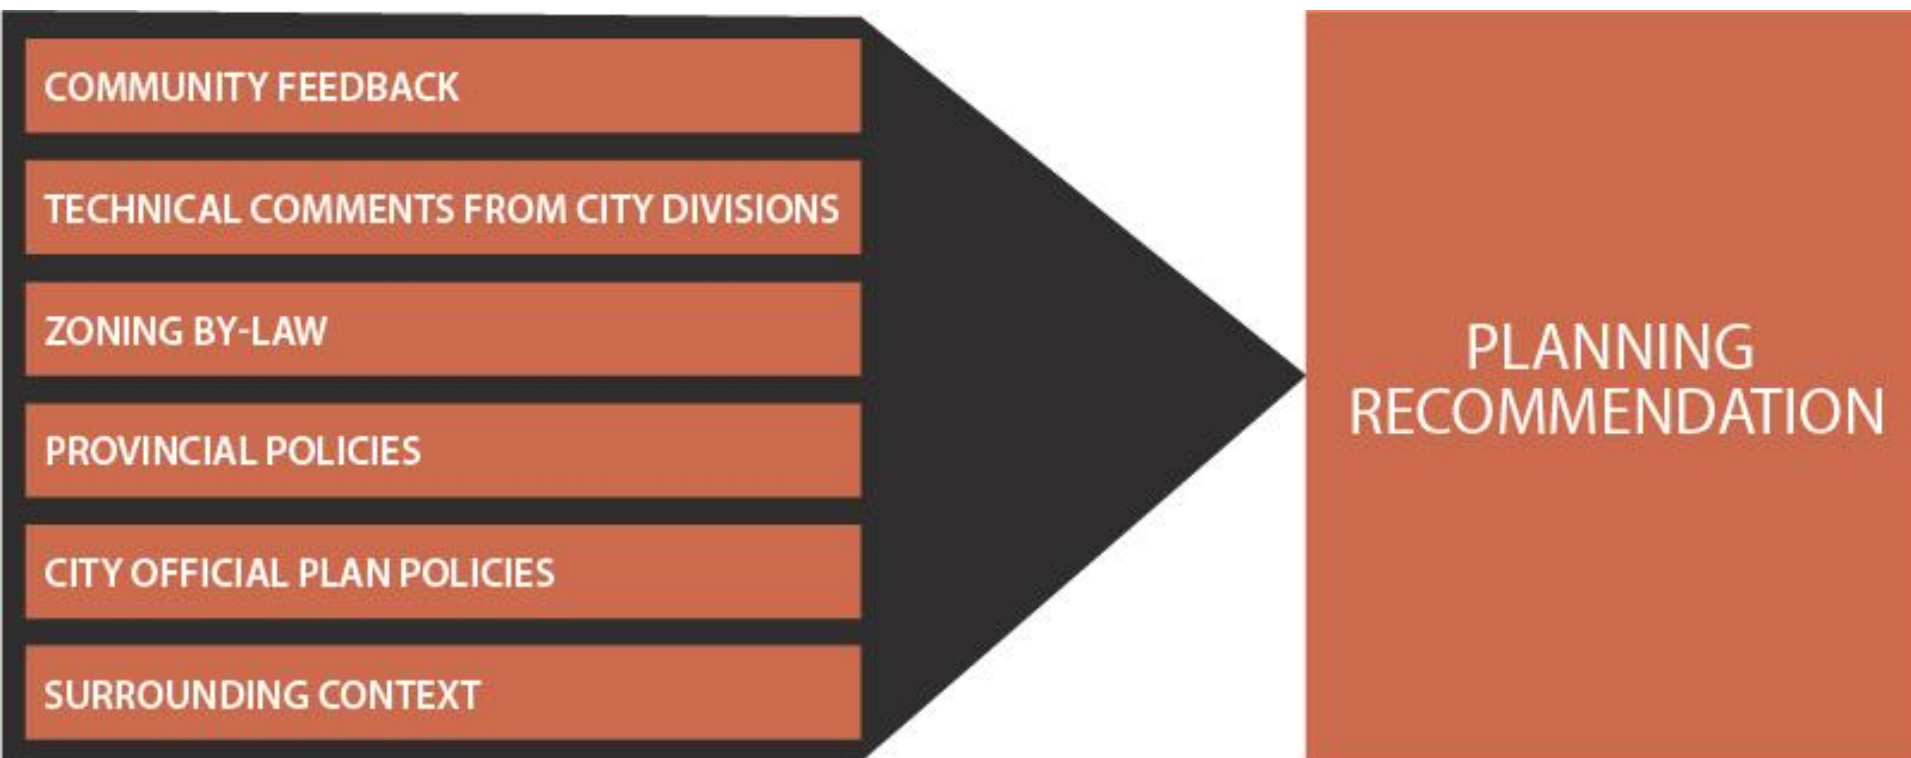 COMMUNITY FEEDBACK
TECHNICAL COMMENTS FROM CITY DIVISIONS
ZONING BY-LAW
PROVINCIAL POLICIES
CITY OFFICIAL PLAN POLICIES
SURROUNDING CONTEXT
PLANNING
RECOMMENDATION